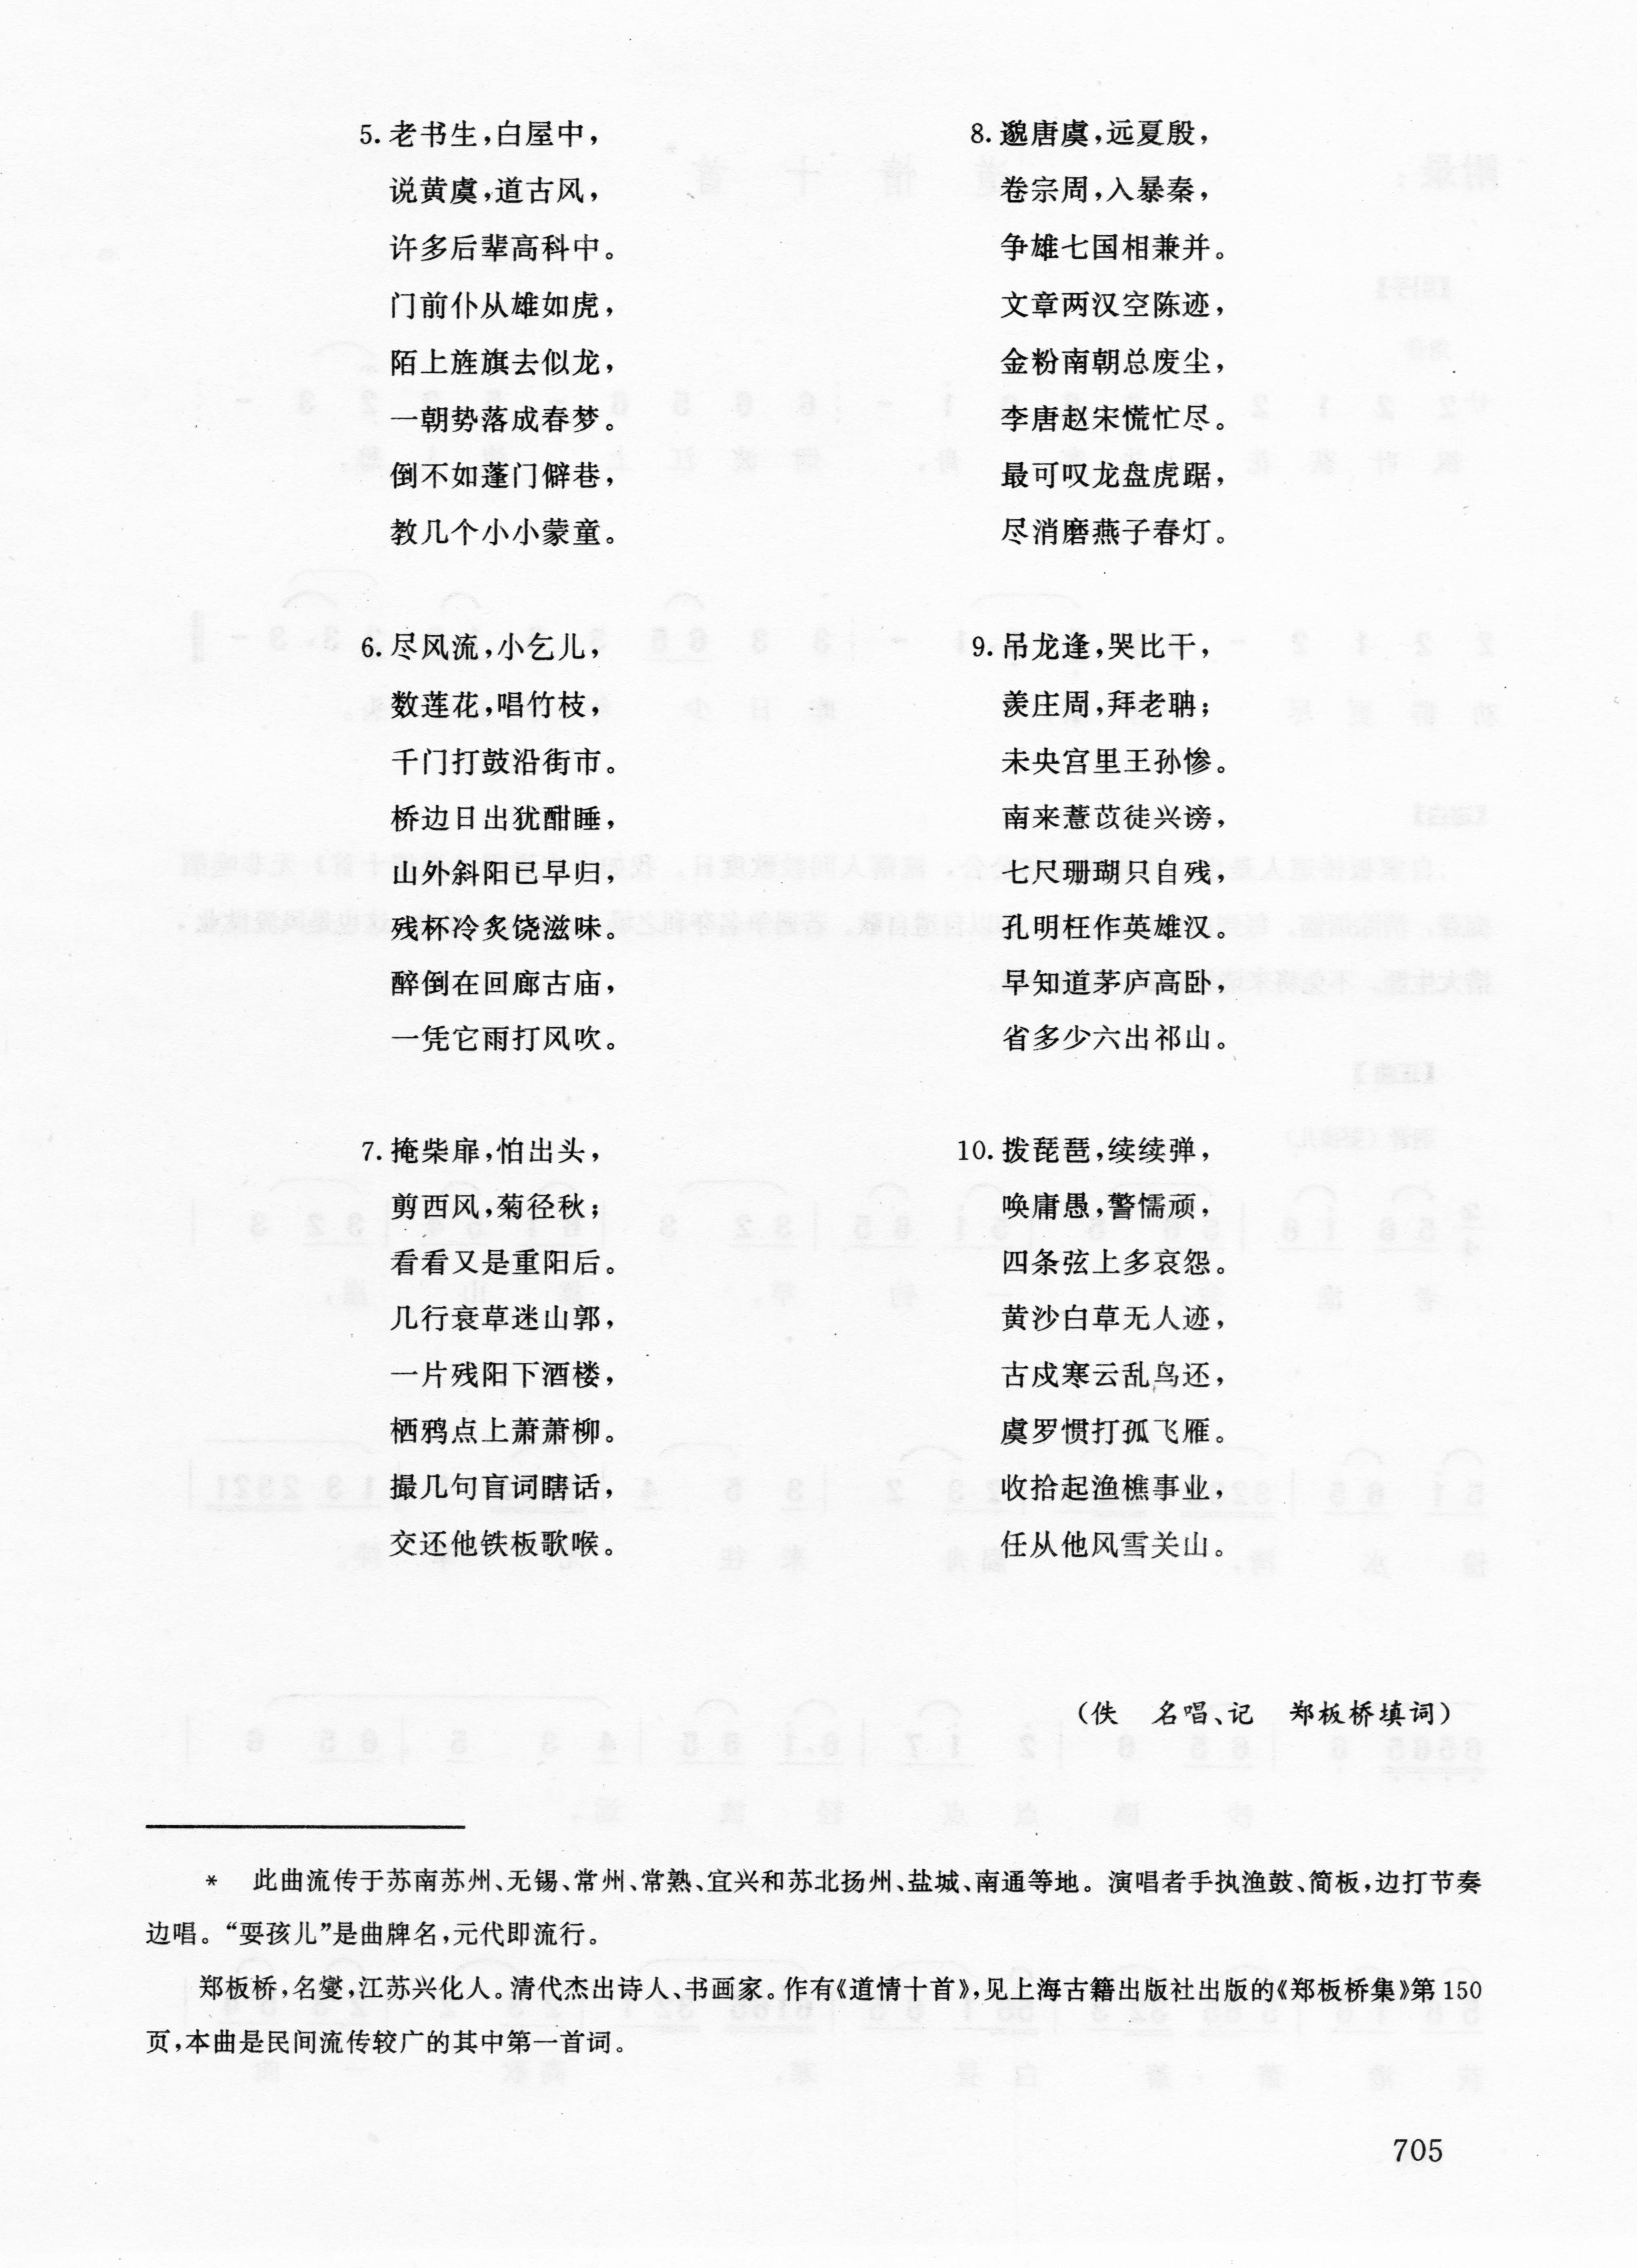 5. 老书生,白屋中,
说黄虞,道古风,
许多后辈高科中。
门前仆从雄如虎,
陌上旌旗去似龙,
一朝势落成春梦。
倒不如蓬门僻巷,
教几个小小蒙童。
6. 尽风流,小乞儿,
数莲花,唱竹枝,
千门打鼓沿街市。
桥边日出犹酣睡,
山外斜阳已早归,
残杯冷炙饶滋味。
醉倒在回廊古庙,
一凭它雨打风吹。
7. 掩柴扉,怕出头,
剪西风,菊径秋;
看看又是重阳后。
几行衰草迷山郭,
一片残阳下酒楼,
栖鸦点上萧萧柳。
撮几句盲词瞎话,
交还他铁板歌喉。
8. 邈唐虞,远夏殷,
卷宗周,入暴秦,
争雄七国相兼并。
文章两汉空陈迹,
金粉南朝总废尘,
李唐赵宋慌忙尽。
最可叹龙盘虎踞,
尽消磨燕子春灯。
9. 吊龙逢,哭比干,
羡庄周,拜老聃;
未央宫里王孙惨。
南来薏苡徒兴谤,
七尺珊瑚只自残,
孔明枉作英雄汉。
早知道茅庐高卧,
省多少六出祁山。
10. 拨琵琶,续续弹,
唤庸愚,警懦顽,
四条弦上多哀怨。
黄沙白草无人迹,
古戍寒云乱鸟还,
虞罗惯打孤飞雁。
收拾起渔樵事业,
任从他风雪关山。
(佚 名唱、记 郑板桥填词)
* 此曲流传于苏南苏州、无锡、常州、常熟、宜兴和苏北扬州、盐城、南通等地。演唱者手执渔鼓、简板,边打节奏
边唱。“耍孩儿”是曲牌名,元代即流行。
郑板桥,名燮,江苏兴化人。清代杰出诗人、书画家。作有《道情十首》,见上海古籍出版社出版的《郑板桥集》第150
页,本曲是民间流传较广的其中第一首词。
705